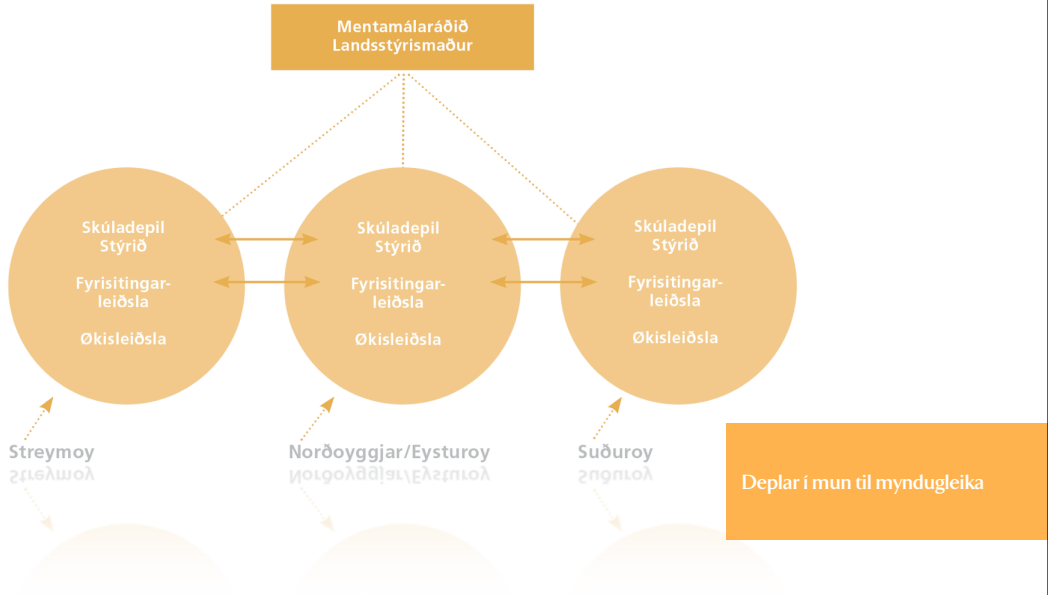 Mentamálaráðið
Landsstýrismaður
Skúladepil
Stýrið
Fyrisitingar-
leiðsla
Økisleiðsla
Skúladepil
Stýrið
Fyrisitingar-
leiðsla
Økisleiðsla
Skúladepil
Stýrið
Fyrisitingar-
leiðsla
Økisleiðsla
Streymoy
Norðoyggjar/Eysturoy
Suðuroy
Deplar í mun til myndugleika